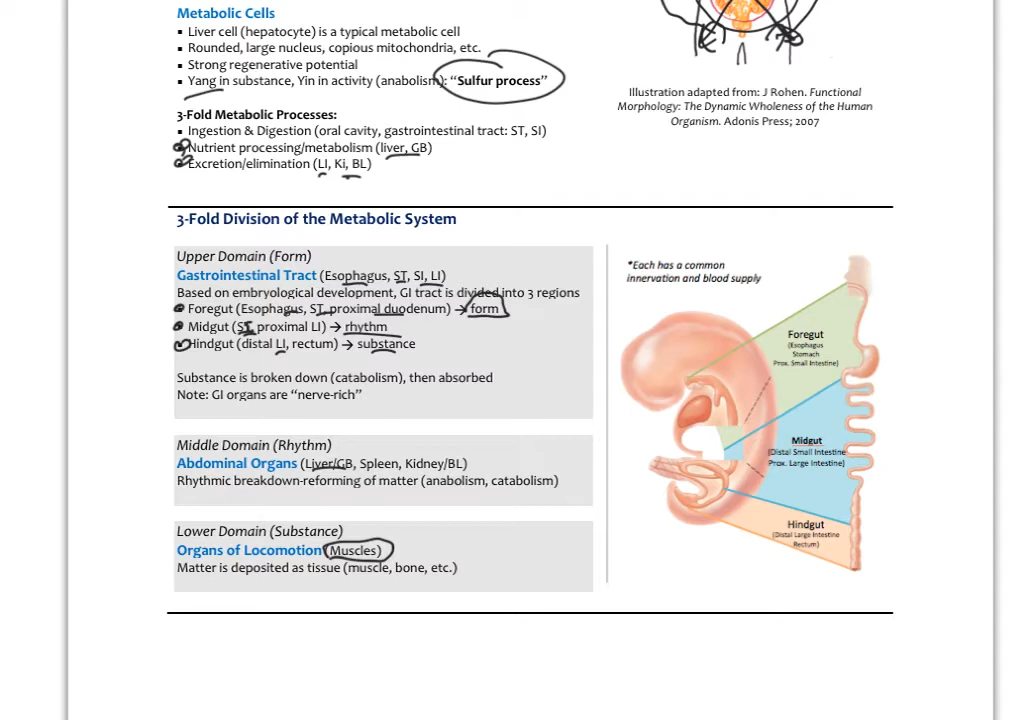 Metabolic Cells
▪ Liver cell (hepatocyte) is a typical metabolic cell
▪ Rounded, large nucleus, copious mitochondria, etc.
▪ Strong regenerative potential
▪ Yang in substance, Yin in activity (anabolism): “Sulfur process”
3-Fold Metabolic Processes:
▪ Ingestion & Digestion (oral cavity, gastrointestinal tract: ST, SI)
Nutrient processing/metabolism (liver, GB)
Excretion/elimination (LI, Ki, BL)
Illustration adapted from: J Rohen. Functional
Morphology: The Dynamic Wholeness of the Human
Organism. Adonis Press; 2007
3-Fold Division of the Metabolic System
Upper Domain (Form)
Gastrointestinal Tract (Esophagus, ST, SI, LI)
Based on embryological development, GI tract is divided into 3 regions
Foregut (Esophagus, ST, proximal duodenum) → form
Midgut (SI, proximal LI) → rhythm
Hindgut (distal LI, rectum) → substance
Substance is broken down (catabolism), then absorbed
Note: GI organs are “nerve-rich”
Middle Domain (Rhythm)
Abdominal Organs (Liver/GB, Spleen, Kidney/BL)
Rhythmic breakdown-reforming of matter (anabolism, catabolism)
Lower Domain (Substance)
Organs of Locomotion (Muscles)
Matter is deposited as tissue (muscle, bone, etc.)
*Each has a common
innervation and blood supply
Foregut
(Esophagus
Stomach
Prox. Small Intestine)
Midgut
(Distal Small Intestine
Prox. Large Intestine)
Hindgut
(Distal Large Intestine
Rectum)